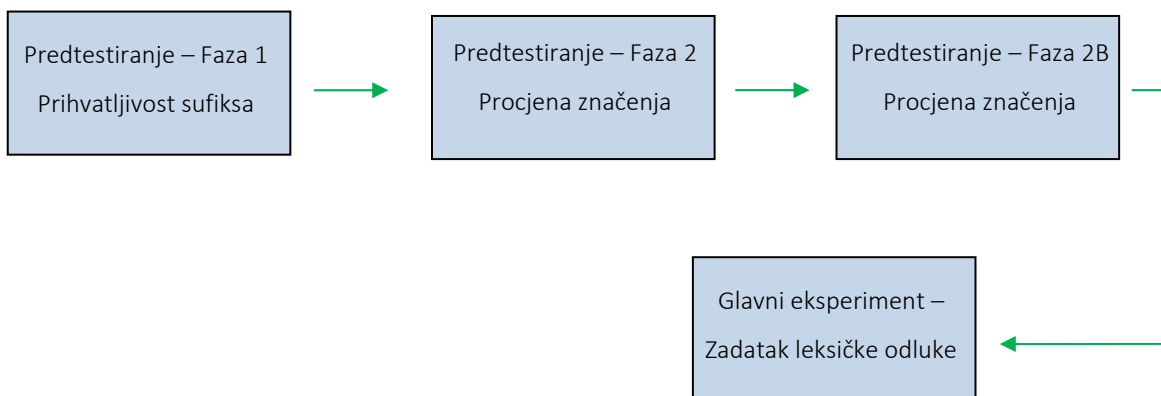 Predtestiranje – Faza 1
Prihvatljivost sufiksa
Predtestiranje – Faza 2
Procjena značenja
Predtestiranje – Faza 2B
Procjena značenja
Glavni eksperiment –
Zadatak leksičke odluke